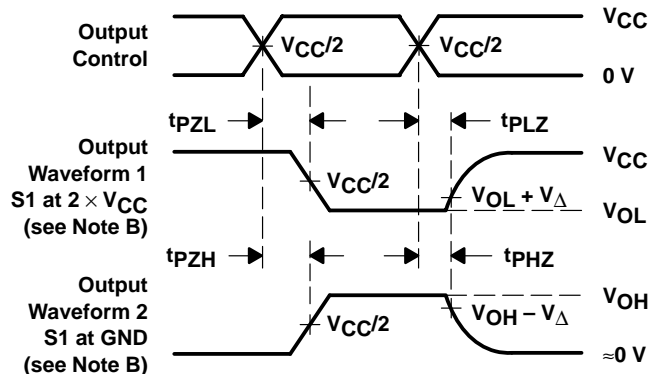 Output
Control
VCC/2
VCC/2
VCC
0 V
tPZL
tPLZ
Output
Waveform 1
S1 at 2 × VCC
(see Note B)
VCC/2
VCC
VOL + VΔ
VOL
tPZH
tPHZ
Output
Waveform 2
S1 at GND
(see Note B)
VCC/2
VOH
VOH − VΔ
≈0 V